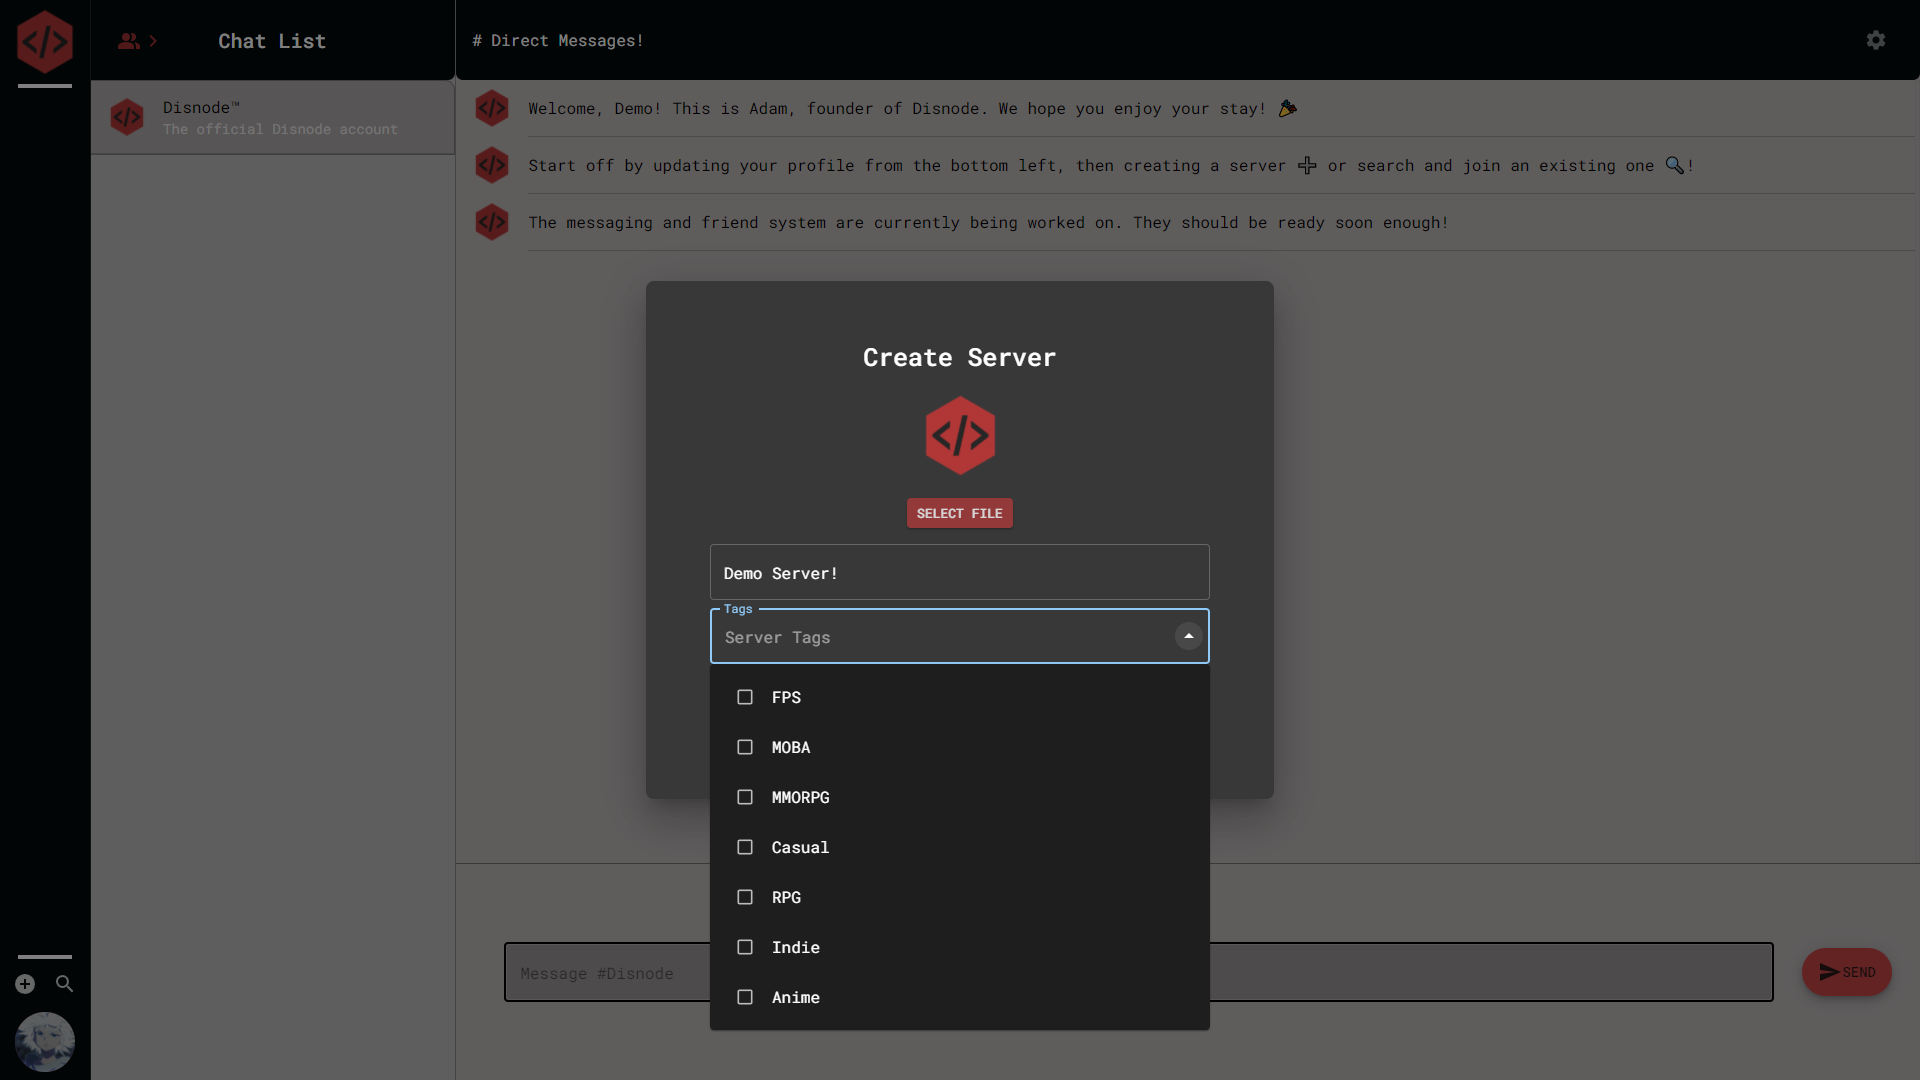 Chat List
# Direct Messages!
Disnode™
The official Disnode account
Welcome, Demo! This is Adam, founder of Disnode. We hope you enjoy your stay! 🎉
Start off by updating your profile from the bottom left, then creating a server ➕ or search and join an existing one 🔍!
The messaging and friend system are currently being worked on. They should be ready soon enough!
Create Server
</>
SELECT FILE
Demo Server!
Tags
Server Tags
FPS
MOBA
MMORPG
Casual
RPG
Indie
Anime
Message #Disnode
SEND